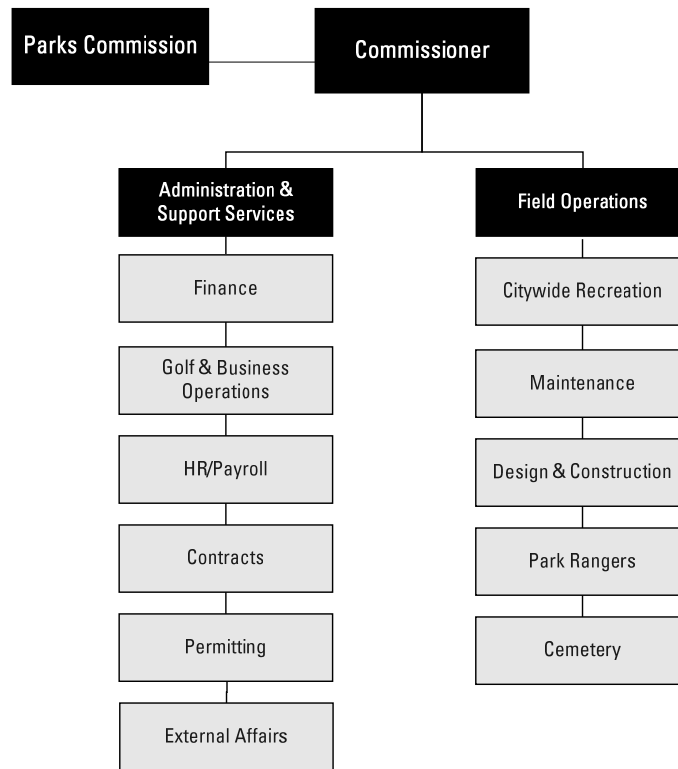 Parks Commission
Commissioner
Administration &
Support Services
Finance
Golf & Business
Operations
HR/Payroll
Contracts
Permitting
External Affairs
Field Operations
Citywide Recreation
Maintenance
Design & Construction
Park Rangers
Cemetery